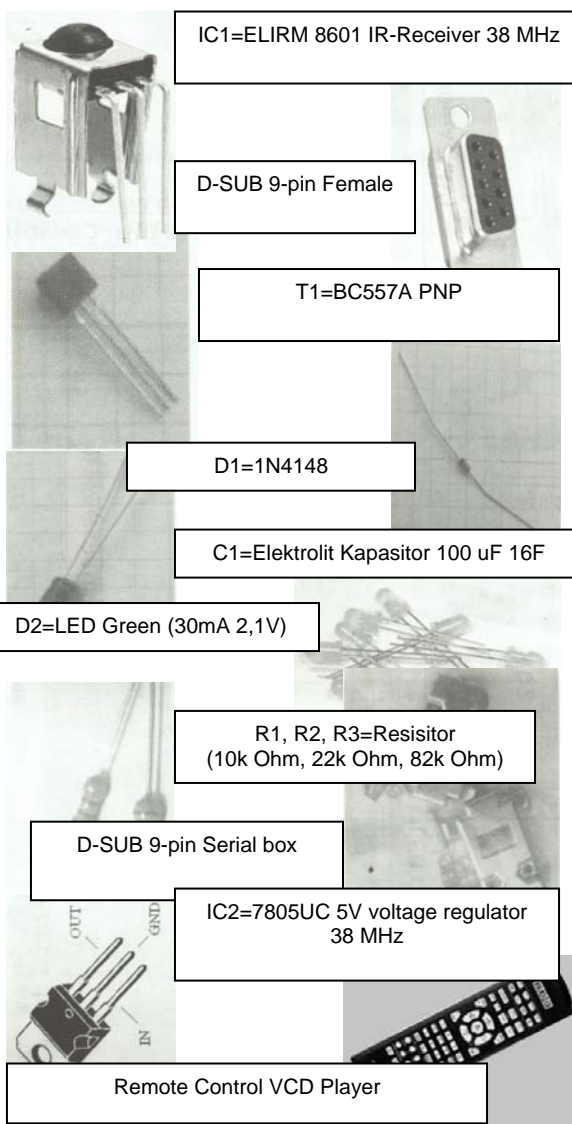 IC1=ELIRM 8601 IR-Receiver 38 MHz
D-SUB 9-pin Female
T1=BC557A PNP
D1=1N4148
C1=Elektrolit Kapasitor 100 uF 16F
D2=LED Green (30mA 2,1V)
R1, R2, R3=Resisitor
(10k Ohm, 22k Ohm, 82k Ohm)
D-SUB 9-pin Serial box
IC2=7805UC 5V voltage regulator
38 MHz
OUT
GND
IN
Remote Control VCD Player